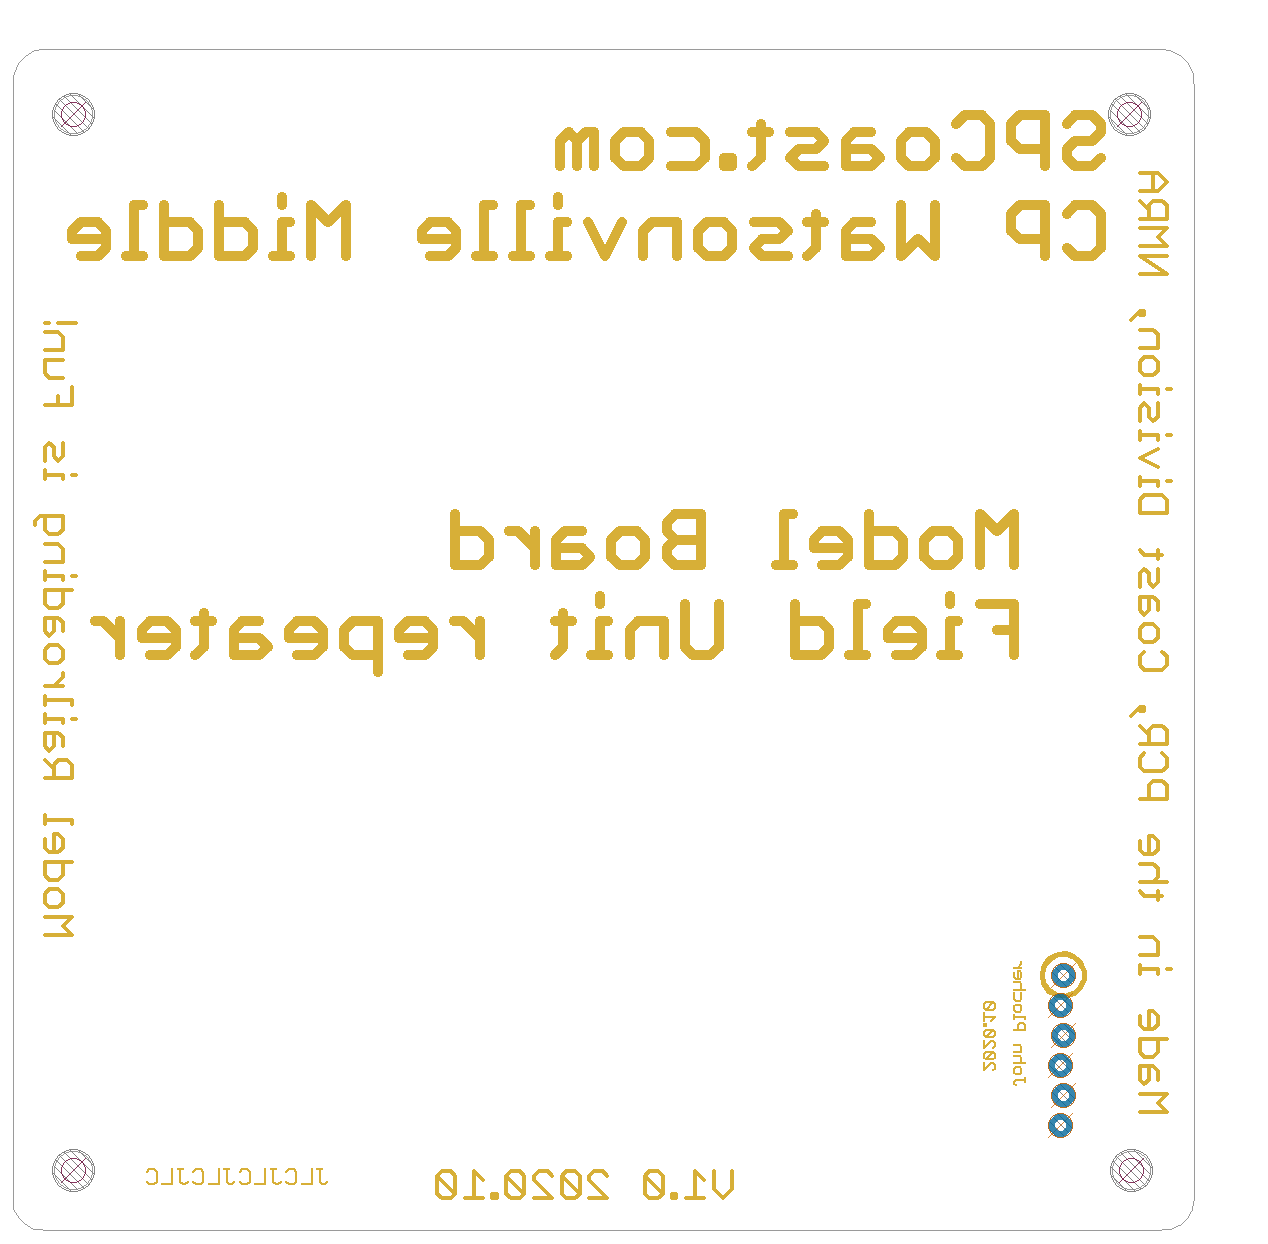 SPCoast.com
CP Watsonville Middle
Model Board
Field Unit repeater
Model Railroading is Fun!
Made in the PCR, Coast Division, NMRA
John Plocher
2020.10
V1.0 2020.10
JLCJLCJLCJLC